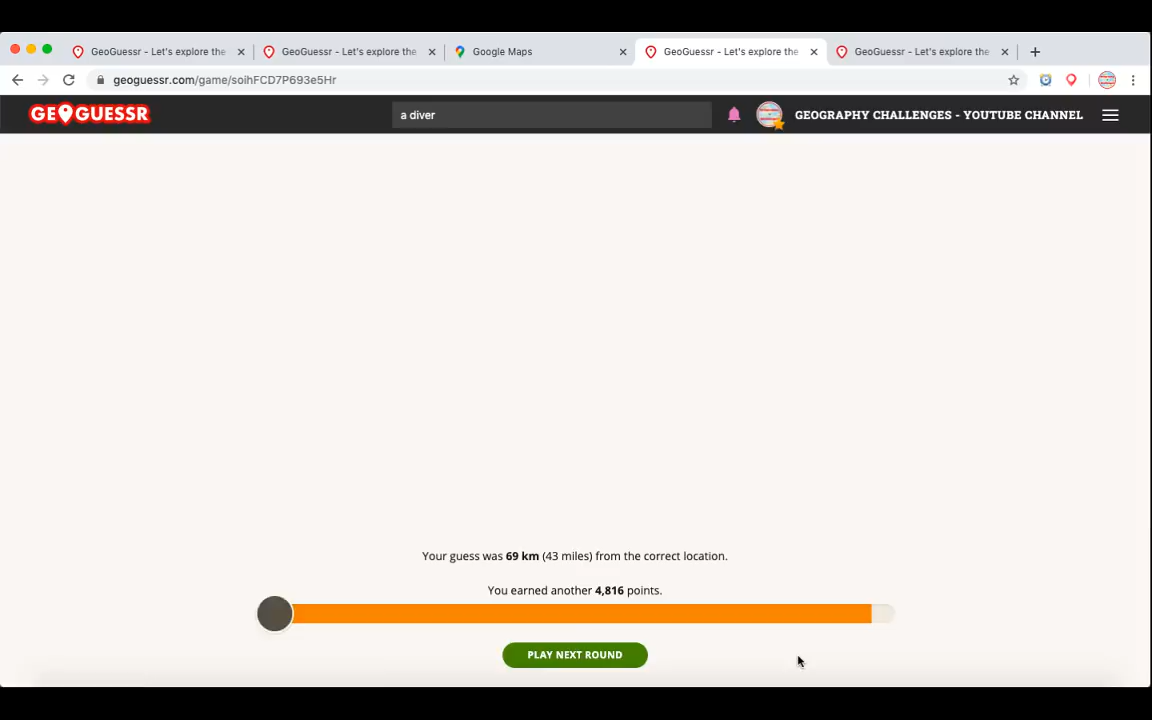 GeoGuessr - Let's explore the
GeoGuessr - Let's explore the
Google Maps
GeoGuessr - Let's explore the
GeoGuessr - Let's explore the
geoguessr.com/game/soihFCD7P693e5Hr
GEOGUESSR
a diver
GEOGRAPHY CHALLENGES - YOUTUBE CHANNEL
Your guess was 69 km (43 miles) from the correct location.
You earned another 4,816 points.
PLAY NEXT ROUND